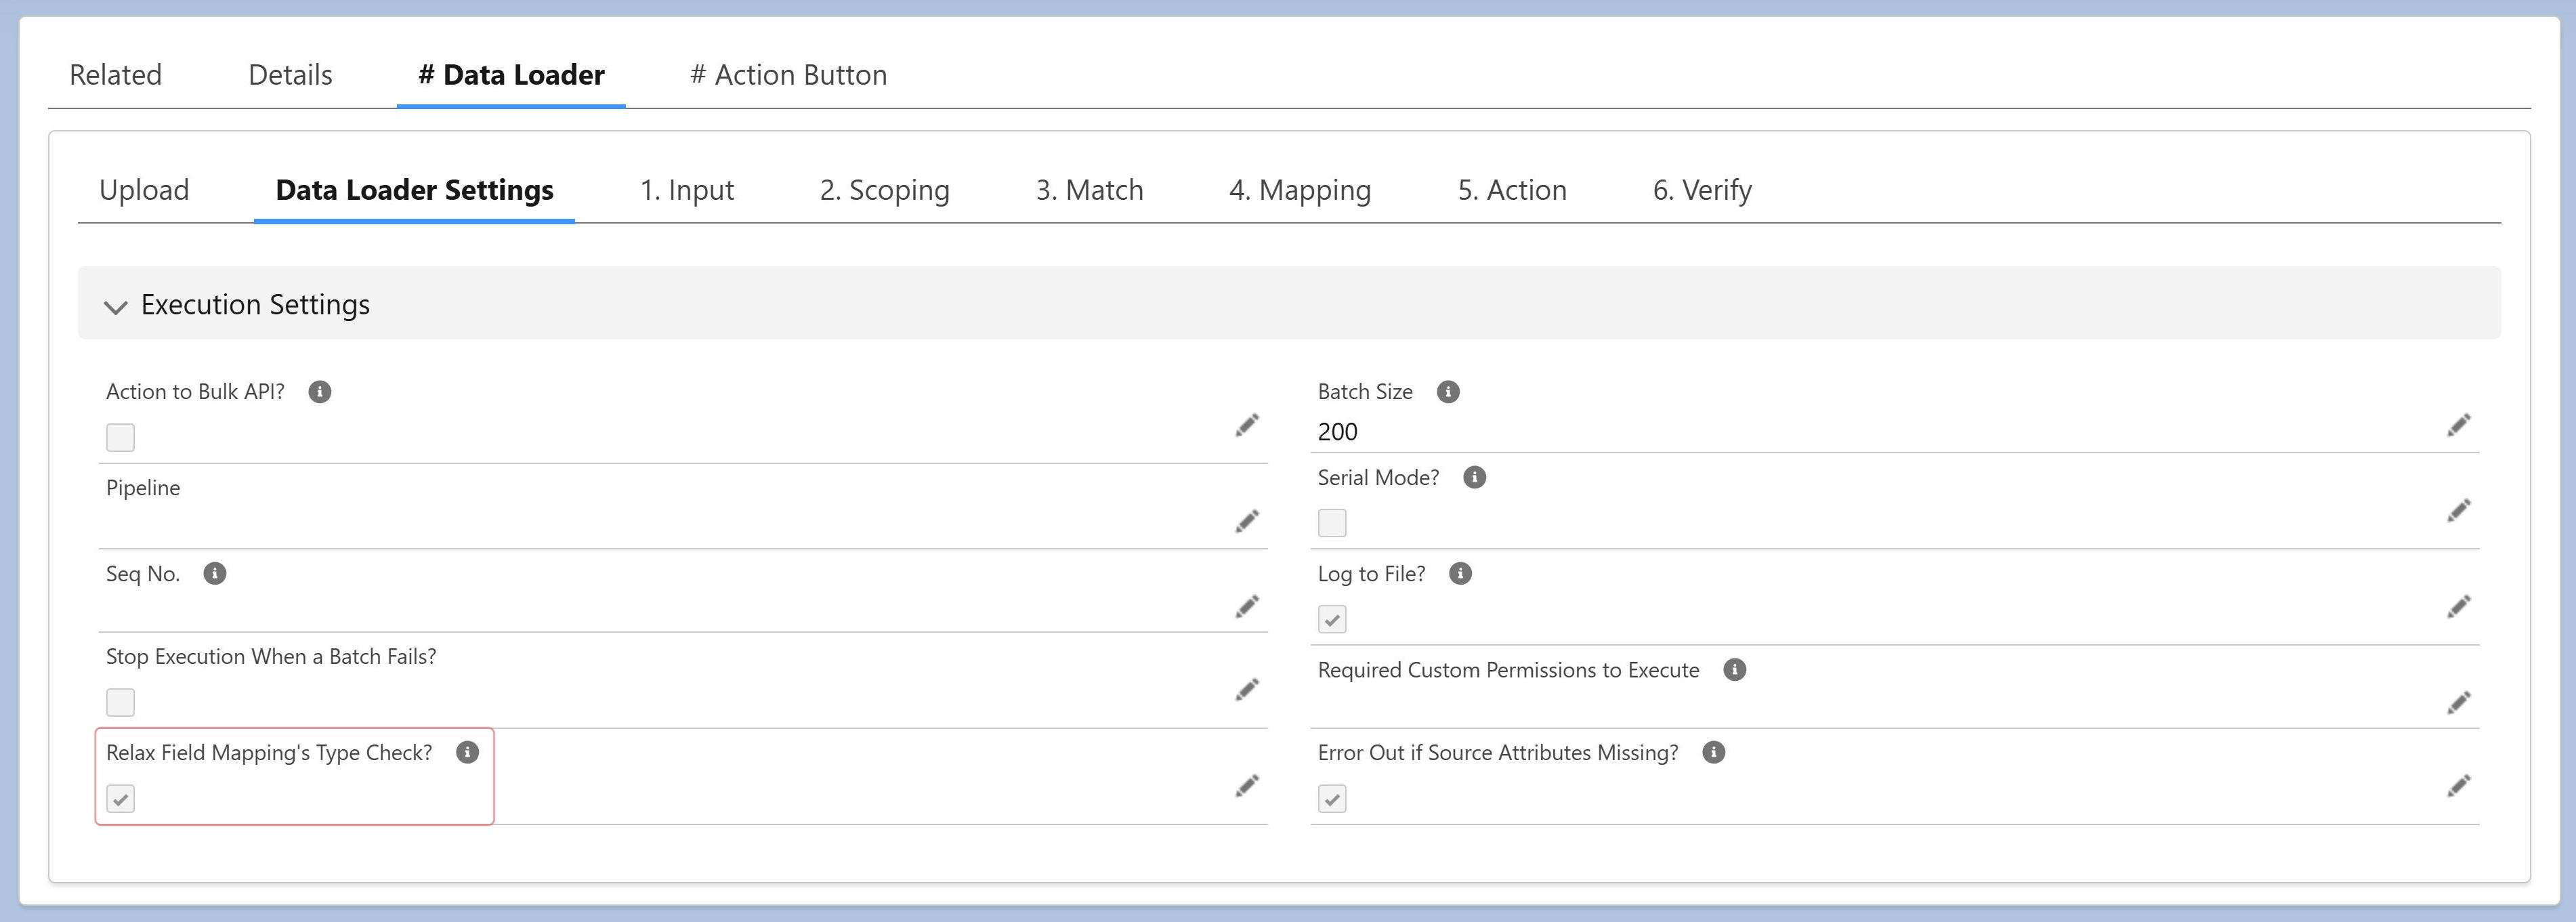 Related Details # Data Loader # Action Button
Upload Data Loader Settings 1. Input 2. Scoping 3. Match 4. Mapping 5. Action 6. Verify
Execution Settings
Action to Bulk API?
Batch Size
200
Pipeline
Serial Mode?
Seq No.
Log to File?
Stop Execution When a Batch Fails?
Required Custom Permissions to Execute
Relax Field Mapping's Type Check?
Error Out if Source Attributes Missing?